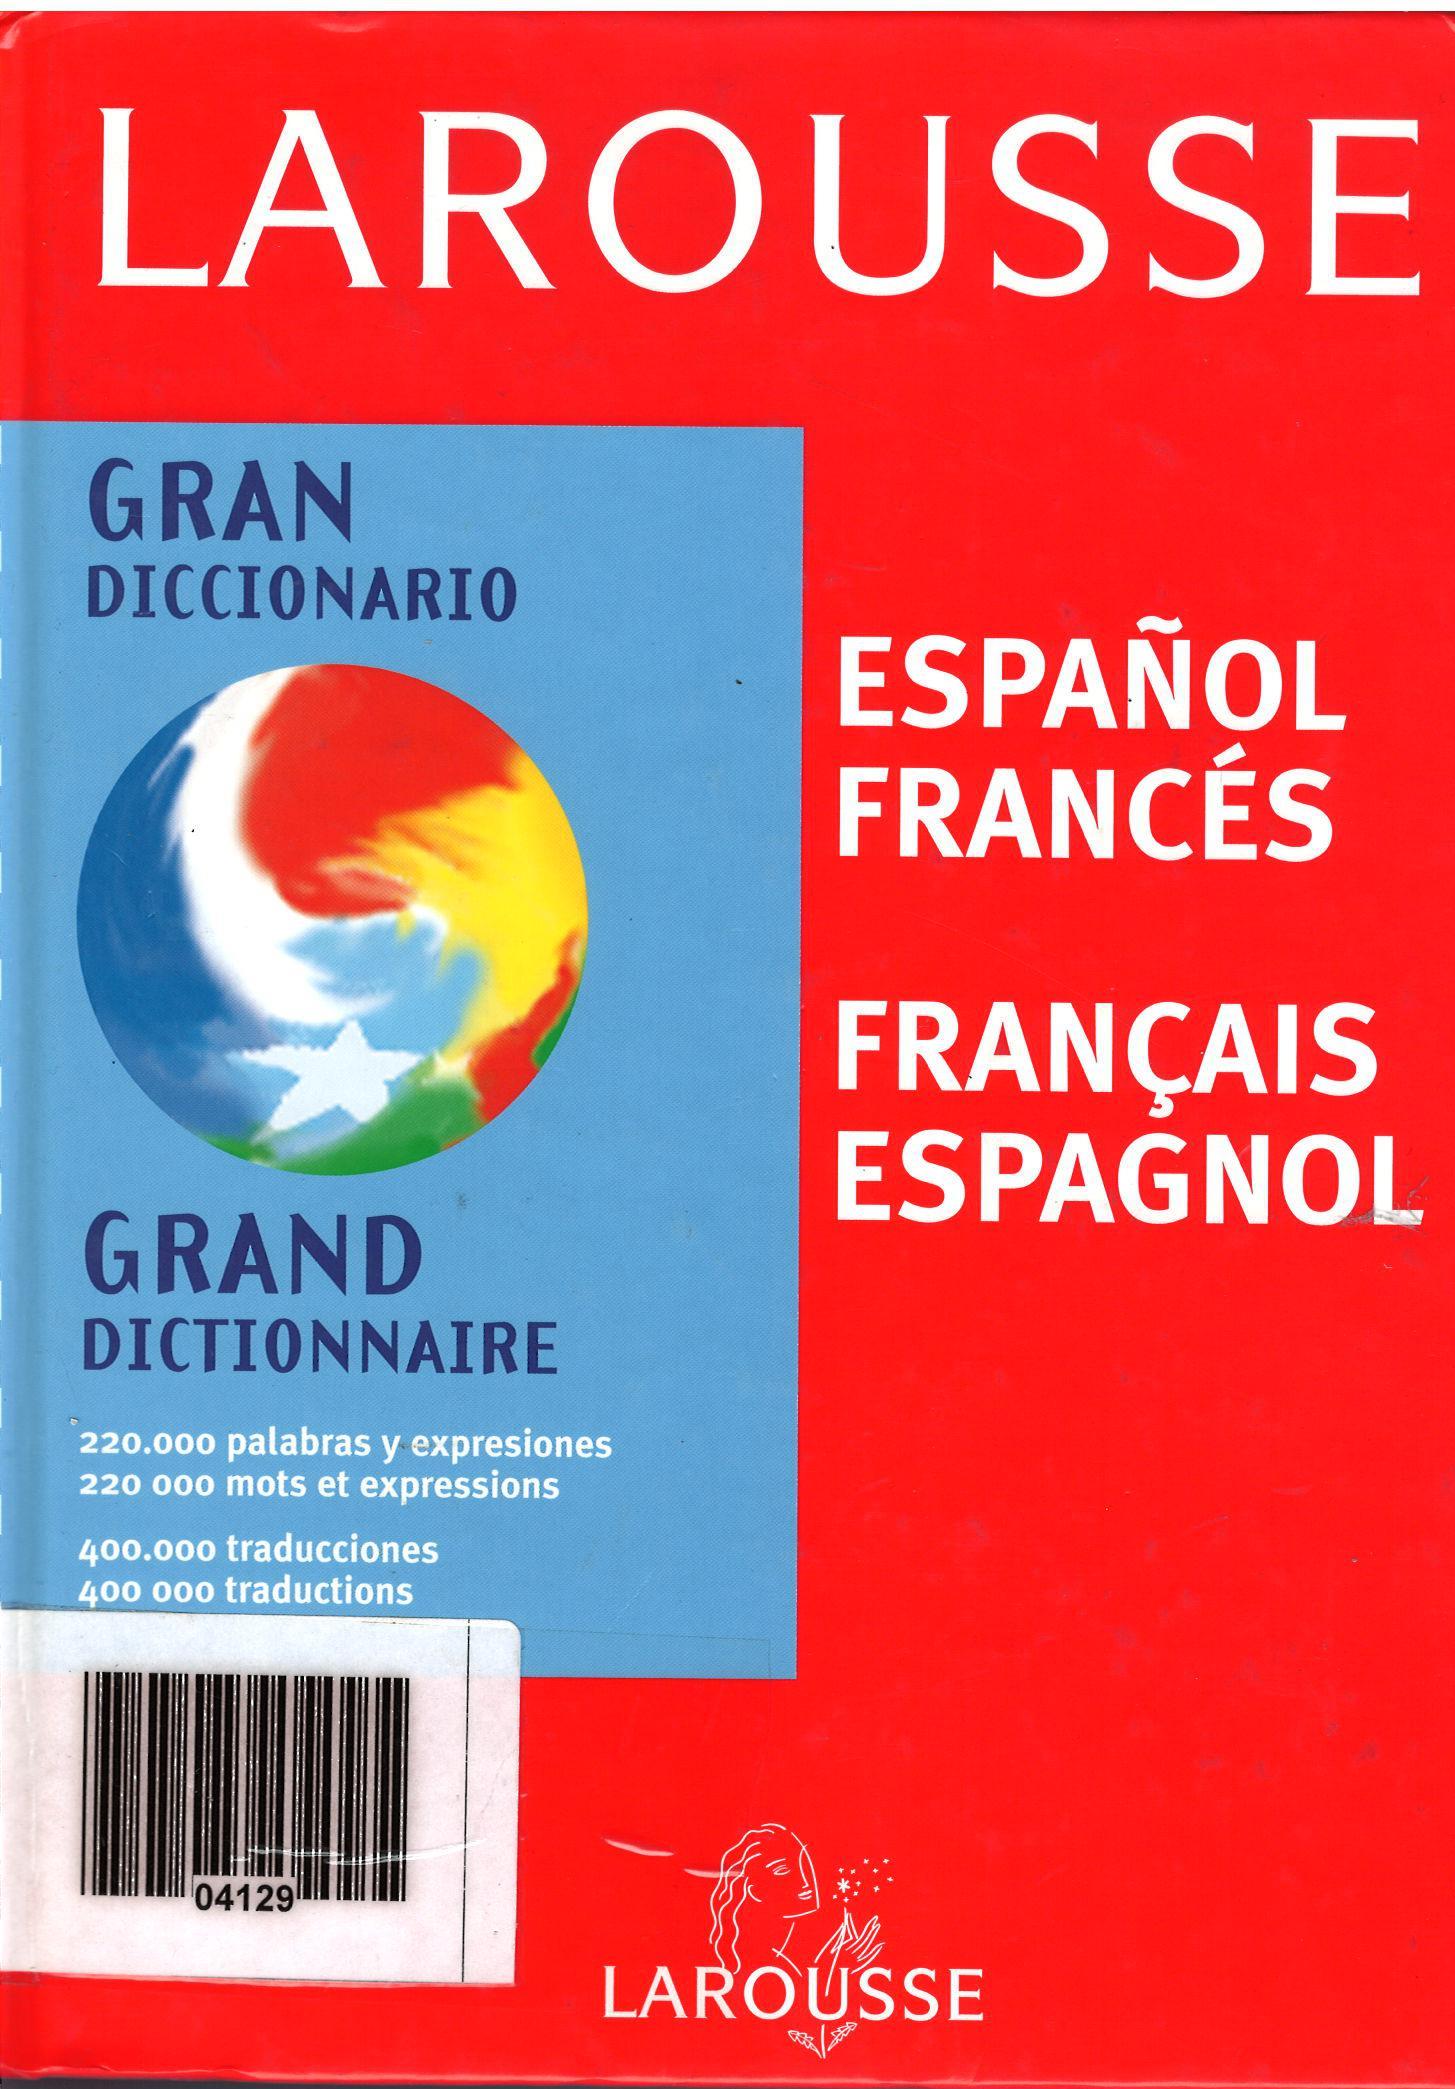 LAROUSSE
GRAN
DICCIONARIO
ESPAÑOL
FRANCÉS
FRANÇAIS
ESPAGNOL
GRAND
DICTIONNAIRE
220.000 palabras y expresiones
220 000 mots et expressions
400.000 traducciones
400 000 traductions
04129
LAROUSSE